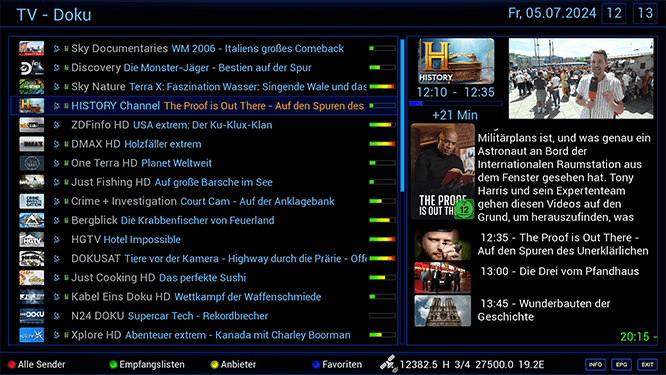 TV - Doku
Fr, 05.07.2024 12 13
Sky Documentaries WM 2006 - Italiens großes Comeback
Discovery Die Monster-Jäger - Bestien auf der Spur
Sky Nature Terra X: Faszination Wasser: Singende Wale und das
HISTORY Channel The Proof is Out There - Auf den Spuren des
ZDFinfo HD USA extrem: Der Ku-Klux-Klan
DMAX HD Holzfäller extrem
One Terra HD Planet Weltweit
Just Fishing HD Auf große Barsche im See
Crime + Investigation Court Cam - Auf der Anklagebank
Bergblick Die Krabbenfischer von Feuerland
HGTV Hotel Impossible
DOKUSAT Tiere vor der Kamera - Highway durch die Prärie - Offe
Just Cooking HD Das perfekte Sushi
Kabel Eins Doku HD Wettkampf der Waffenschmiede
N24 DOKU Supercar Tech - Rekordbrecher
Xplore HD Abenteuer extrem - Kanada mit Charley Boorman
H
HISTORY
12:10 - 12:35
+21 Min
THE PROOF
IS OUT THERE
12
Militärplans ist, und was genau ein
Astronaut an Bord der
Internationalen Raumstation aus
dem Fenster gesehen hat. Tony
Harris und sein Expertenteam
gehen diesen Videos auf den
Grund, um herauszufinden, was
12:35 - The Proof is Out There -
Auf den Spuren des Unerklärlichen
13:00 - Die Drei vom Pfandhaus
13:45 - Wunderbauten der
Geschichte
20:15 -
Alle Sender Empfangslisten Anbieter Favoriten 12382.5 H 3/4 27500.0 19.2E INFO EPG EXIT